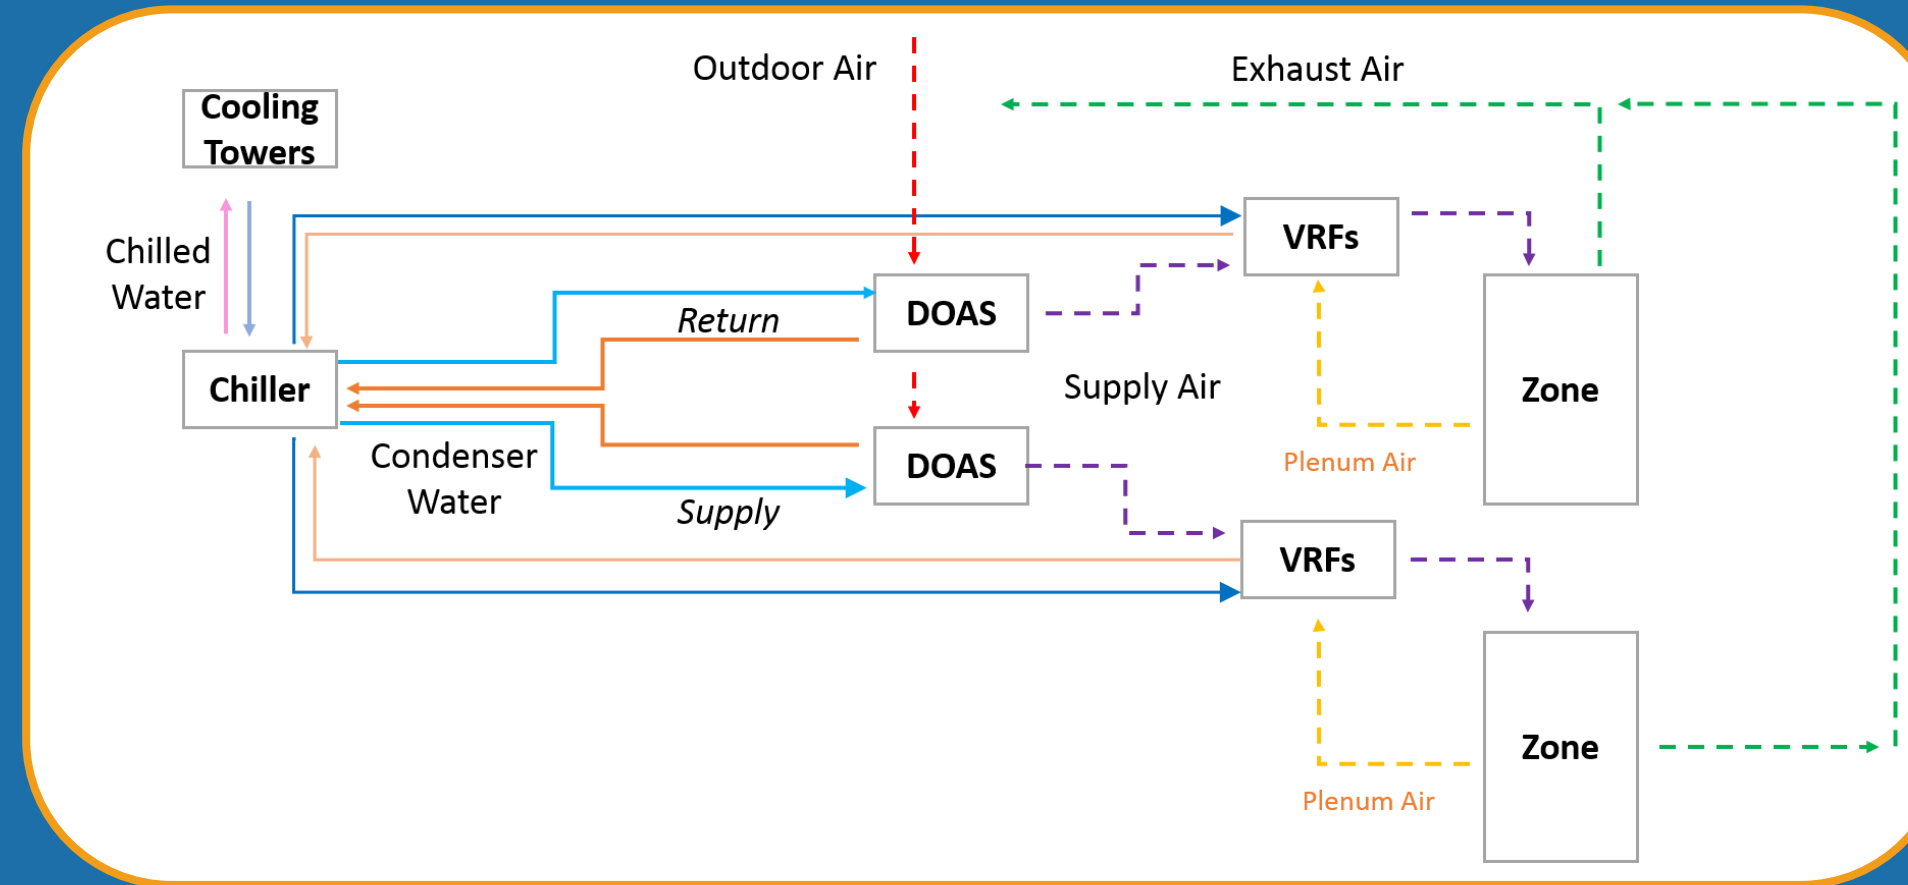 Outdoor Air
Exhaust Air
Cooling
Towers
VRFs
Chilled
Water
DOAS
Return
Chiller
Supply Air
Zone
Condenser
Water
DOAS
Plenum Air
Supply
VRFs
Zone
Plenum Air